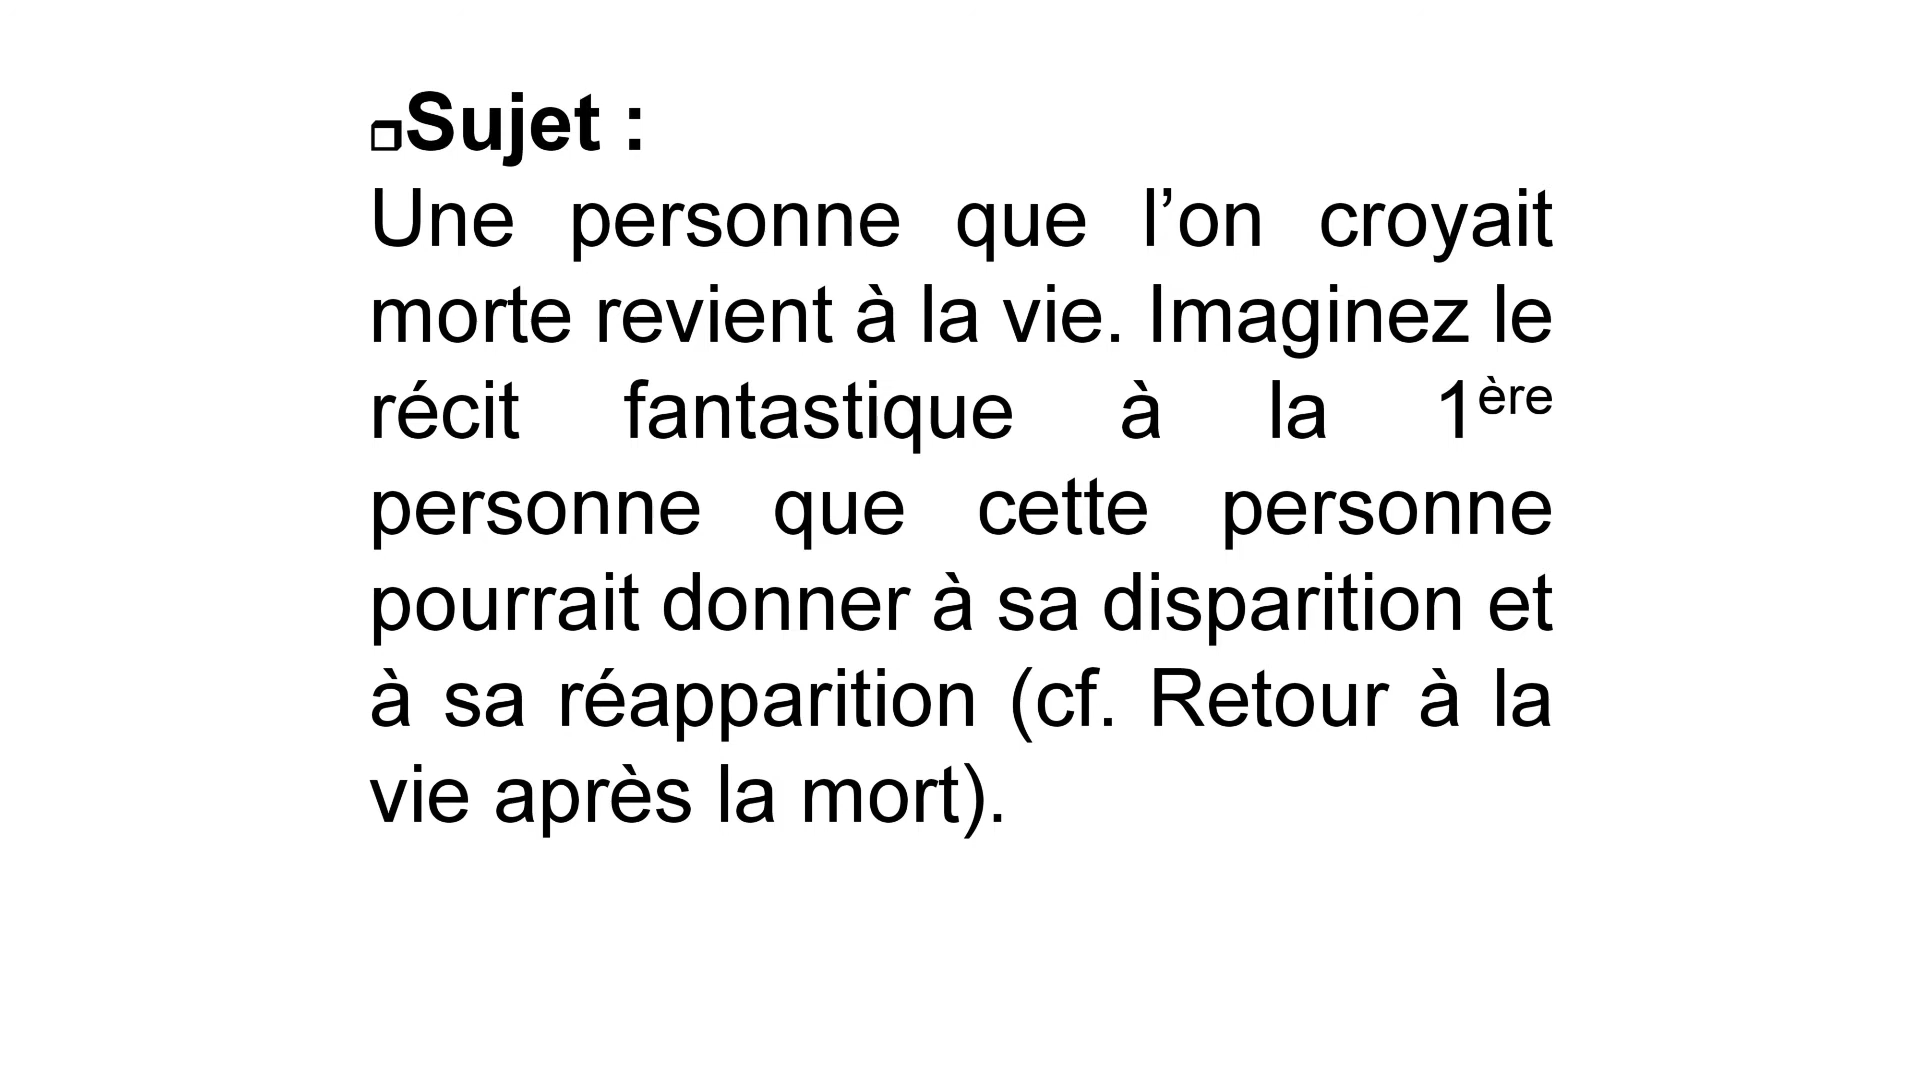 ❒Sujet :
Une personne que l’on croyait
morte revient à la vie. Imaginez le
récit fantastique à la 1ère
personne que cette personne
pourrait donner à sa disparition et
à sa réapparition (cf. Retour à la
vie après la mort).